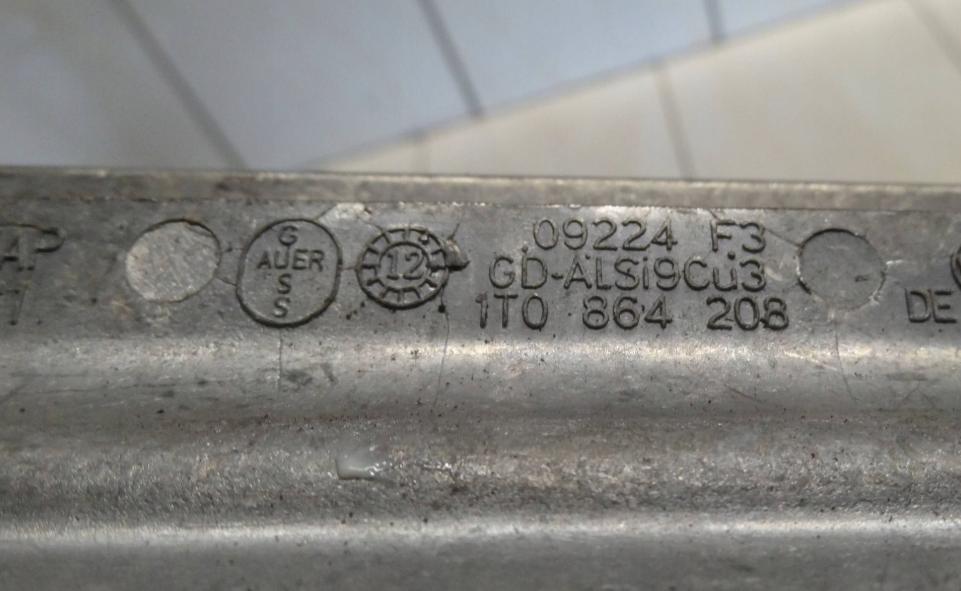 G
AUER
S
S
12
09224 F3
GD-ALSi9Cu3
1T0 864 208
DE